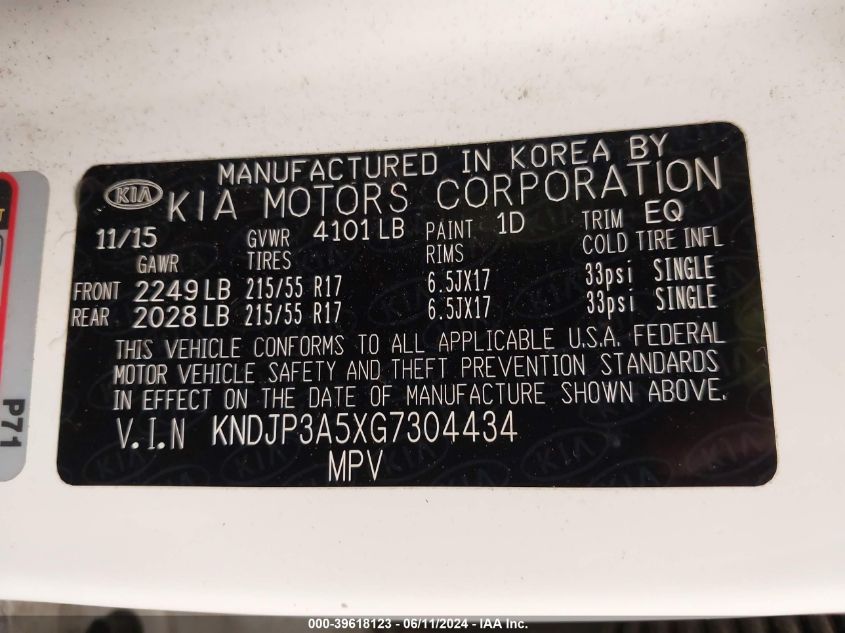 MANUFACTURED IN KOREA BY
KIA KIA MOTORS CORPORATION
11/15 GVWR 4101 LB PAINT 1D TRIM EQ
GAWR TIRES RIMS COLD TIRE INFL
FRONT 2249 LB 215/55 R17 6.5JX17 33psi SINGLE
REAR 2028 LB 215/55 R17 6.5JX17 33psi SINGLE
THIS VEHICLE CONFORMS TO ALL APPLICABLE U.S.A. FEDERAL
MOTOR VEHICLE SAFETY AND THEFT PREVENTION STANDARDS
IN EFFECT ON THE DATE OF MANUFACTURE SHOWN ABOVE.
V.I.N KNDJP3A5XG7304434
MPV
P71
000-39618123 - 06/11/2024 - IAA Inc.